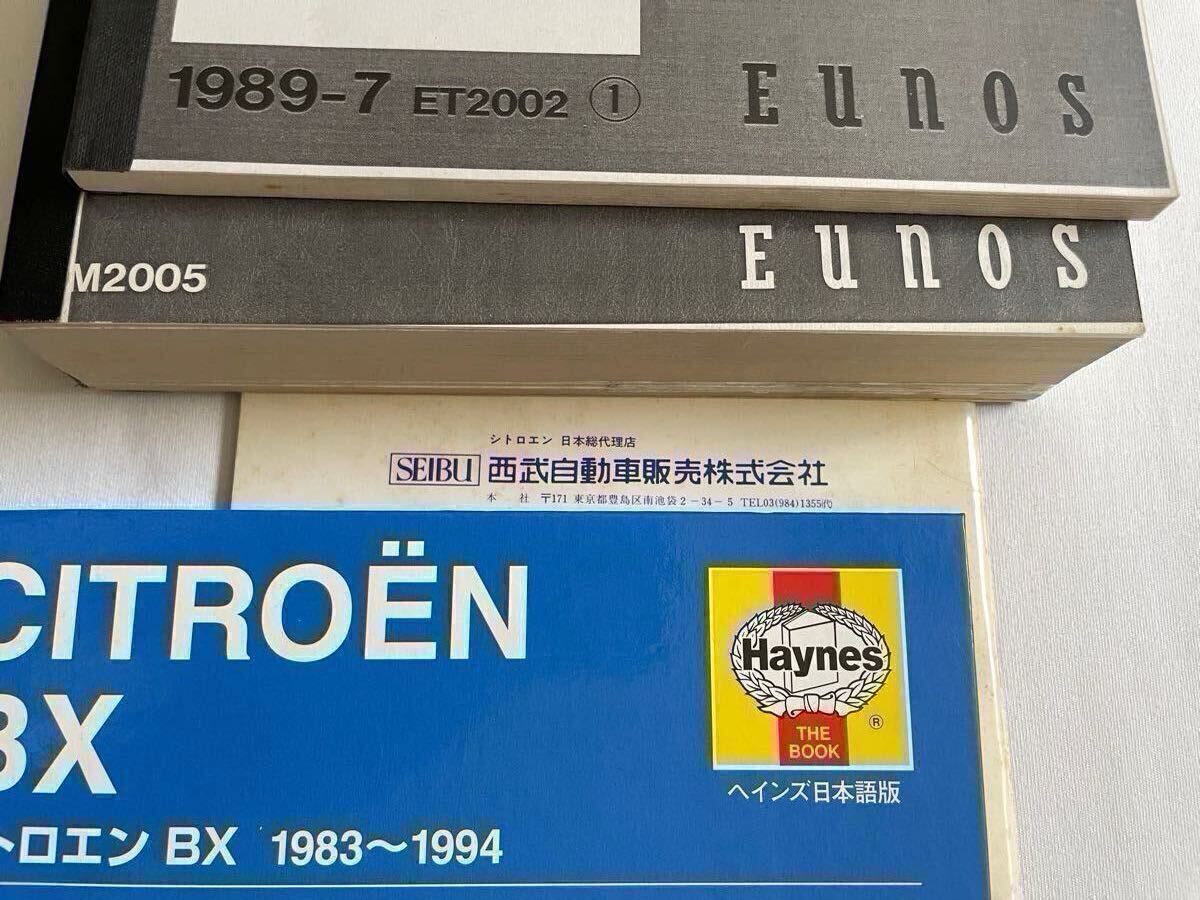 1989-7 ET2002 ①
EUNOS
M2005
EUNOS
シトロエン 日本総代理店
SEIBU 西武自動車販売株式会社
本 社 〒171 東京都豊島区南池袋2-34-5 TEL03(984)1355代
CITROËN
BX
Haynes
®
THE
BOOK
ヘインズ日本語版
トロエン BX 1983〜1994